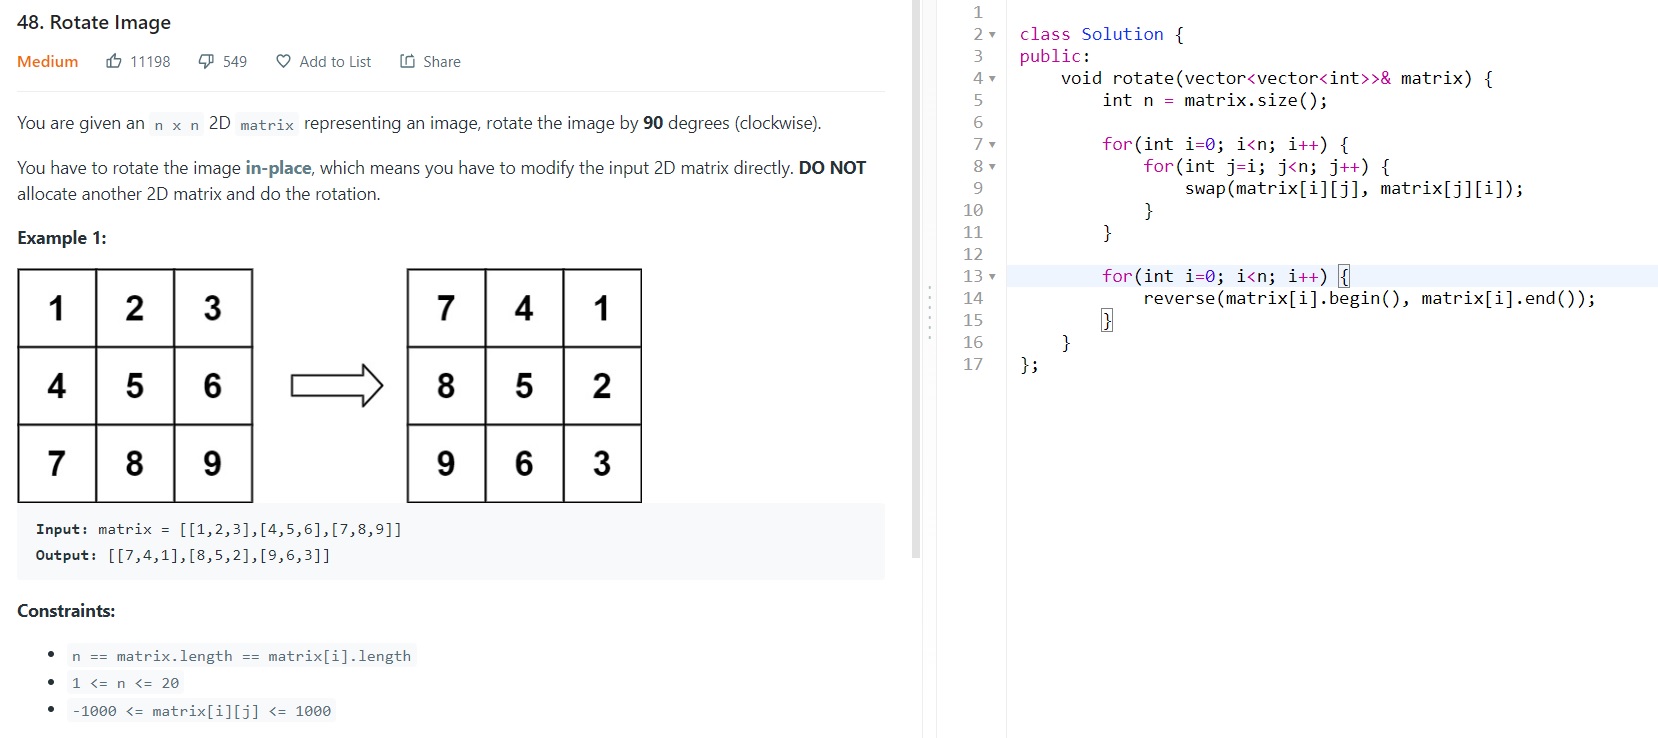 48. Rotate Image
Medium 11198 549 Add to List Share
You are given an n x n 2D matrix representing an image, rotate the image by 90 degrees (clockwise).
You have to rotate the image in-place, which means you have to modify the input 2D matrix directly. DO NOT
allocate another 2D matrix and do the rotation.
Example 1:
1 2 3 7 4 1
4 5 6 8 5 2
7 8 9 9 6 3
Input: matrix = [[1,2,3],[4,5,6],[7,8,9]]
Output: [[7,4,1],[8,5,2],[9,6,3]]
Constraints:
• n == matrix.length == matrix[i].length
• 1 <= n <= 20
• -1000 <= matrix[i][j] <= 1000
1
2 class Solution {
3 public:
4     void rotate(vector<vector<int>>& matrix) {
5         int n = matrix.size();
6
7         for(int i=0; i<n; i++) {
8             for(int j=i; j<n; j++) {
9                 swap(matrix[i][j], matrix[j][i]);
10             }
11         }
12
13         for(int i=0; i<n; i++) {
14             reverse(matrix[i].begin(), matrix[i].end());
15         }
16     }
17 };